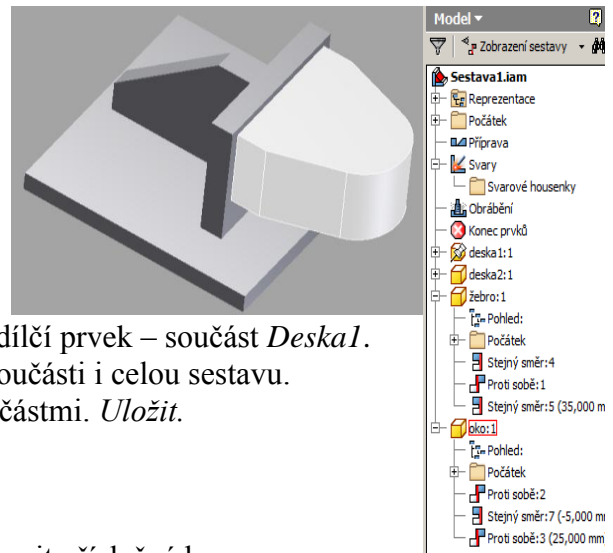 dílčí prvek – součást Deska1.
oučásti i celou sestavu.
částmi. Uložit.
Model
Zobrazení sestavy
Sestava1.iam
Reprezentace
Počátek
Příprava
Svary
Svarové housenky
Obrábění
Konec prvků
deska1:1
deska2:1
žebro:1
Pohled:
Počátek
Stejný směr:4
Proti sobě:1
Stejný směr:5 (35,000 m
oko:1
Pohled:
Počátek
Proti sobě:2
Stejný směr:7 (-5,000 mm
Proti sobě:3 (25,000 mm)